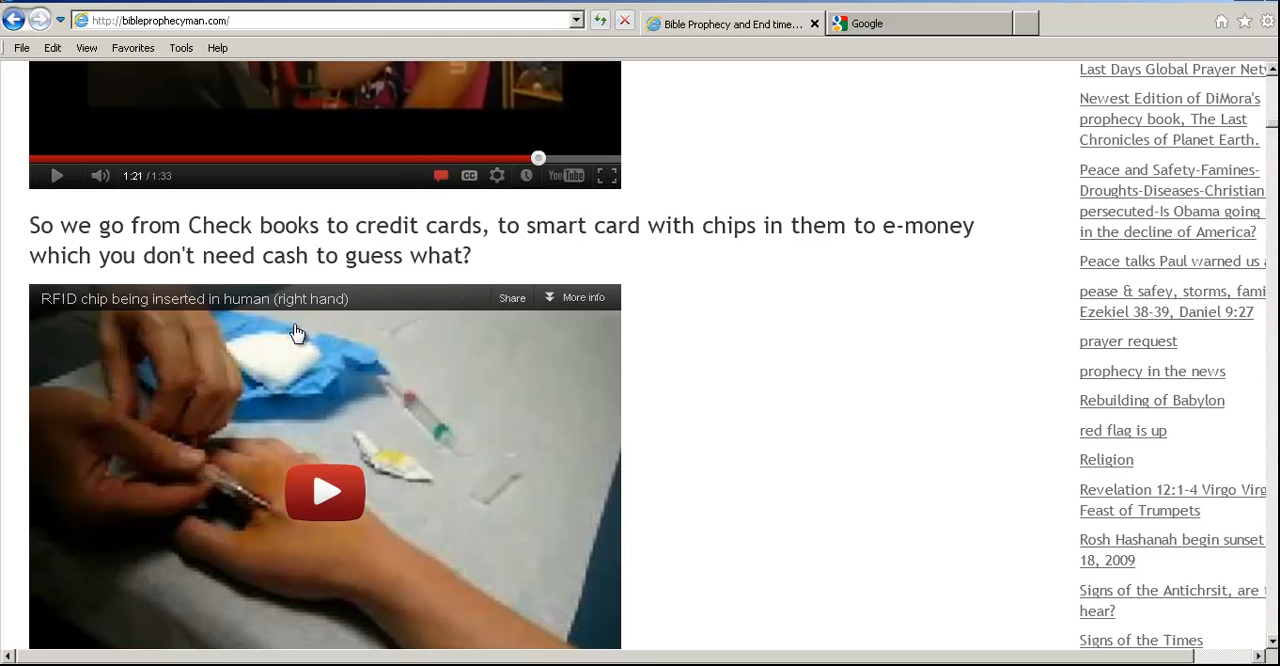 http://bibleprophecyman.com/
Bible Prophecy and End time...
Google
File Edit View Favorites Tools Help
1:21 / 1:33
CC
YouTube
So we go from Check books to credit cards, to smart card with chips in them to e-money
which you don't need cash to guess what?
RFID chip being inserted in human (right hand)
Share
More info
Last Days Global Prayer Net
Newest Edition of DiMora's
prophecy book, The Last
Chronicles of Planet Earth.
Peace and Safety-Famines-
Droughts-Diseases-Christian
persecuted-Is Obama going
in the decline of America?
Peace talks Paul warned us
pease & safey, storms, fami
Ezekiel 38-39, Daniel 9:27
prayer request
prophecy in the news
Rebuilding of Babylon
red flag is up
Religion
Revelation 12:1-4 Virgo Virg
Feast of Trumpets
Rosh Hashanah begin sunset
18, 2009
Signs of the Antichrsit, are
hear?
Signs of the Times